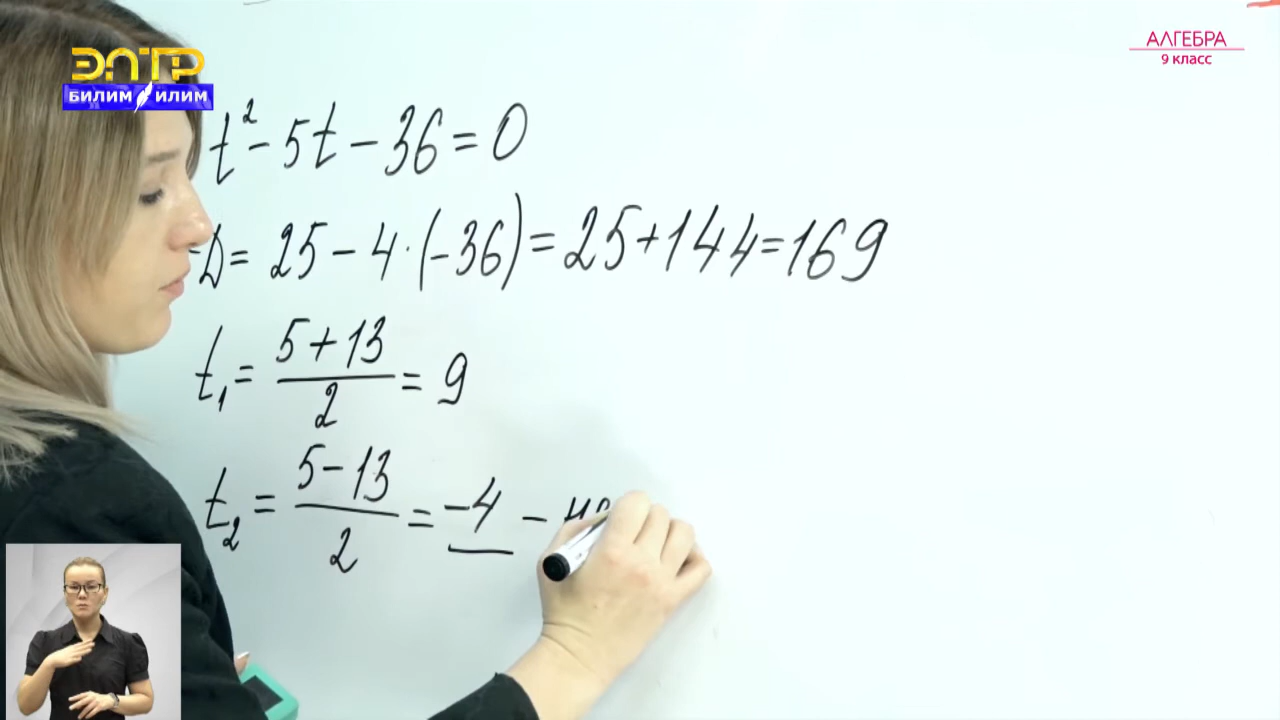 ЭЛТР
БИЛИМ ИЛИМ
АЛГЕБРА
9 класс
t² - 5t - 36 = 0
D = 25 - 4 · (-36) = 25 + 144 = 169
t₁ = (5 + 13)/2 = 9
t₂ = (5 - 13)/2 = -4 -